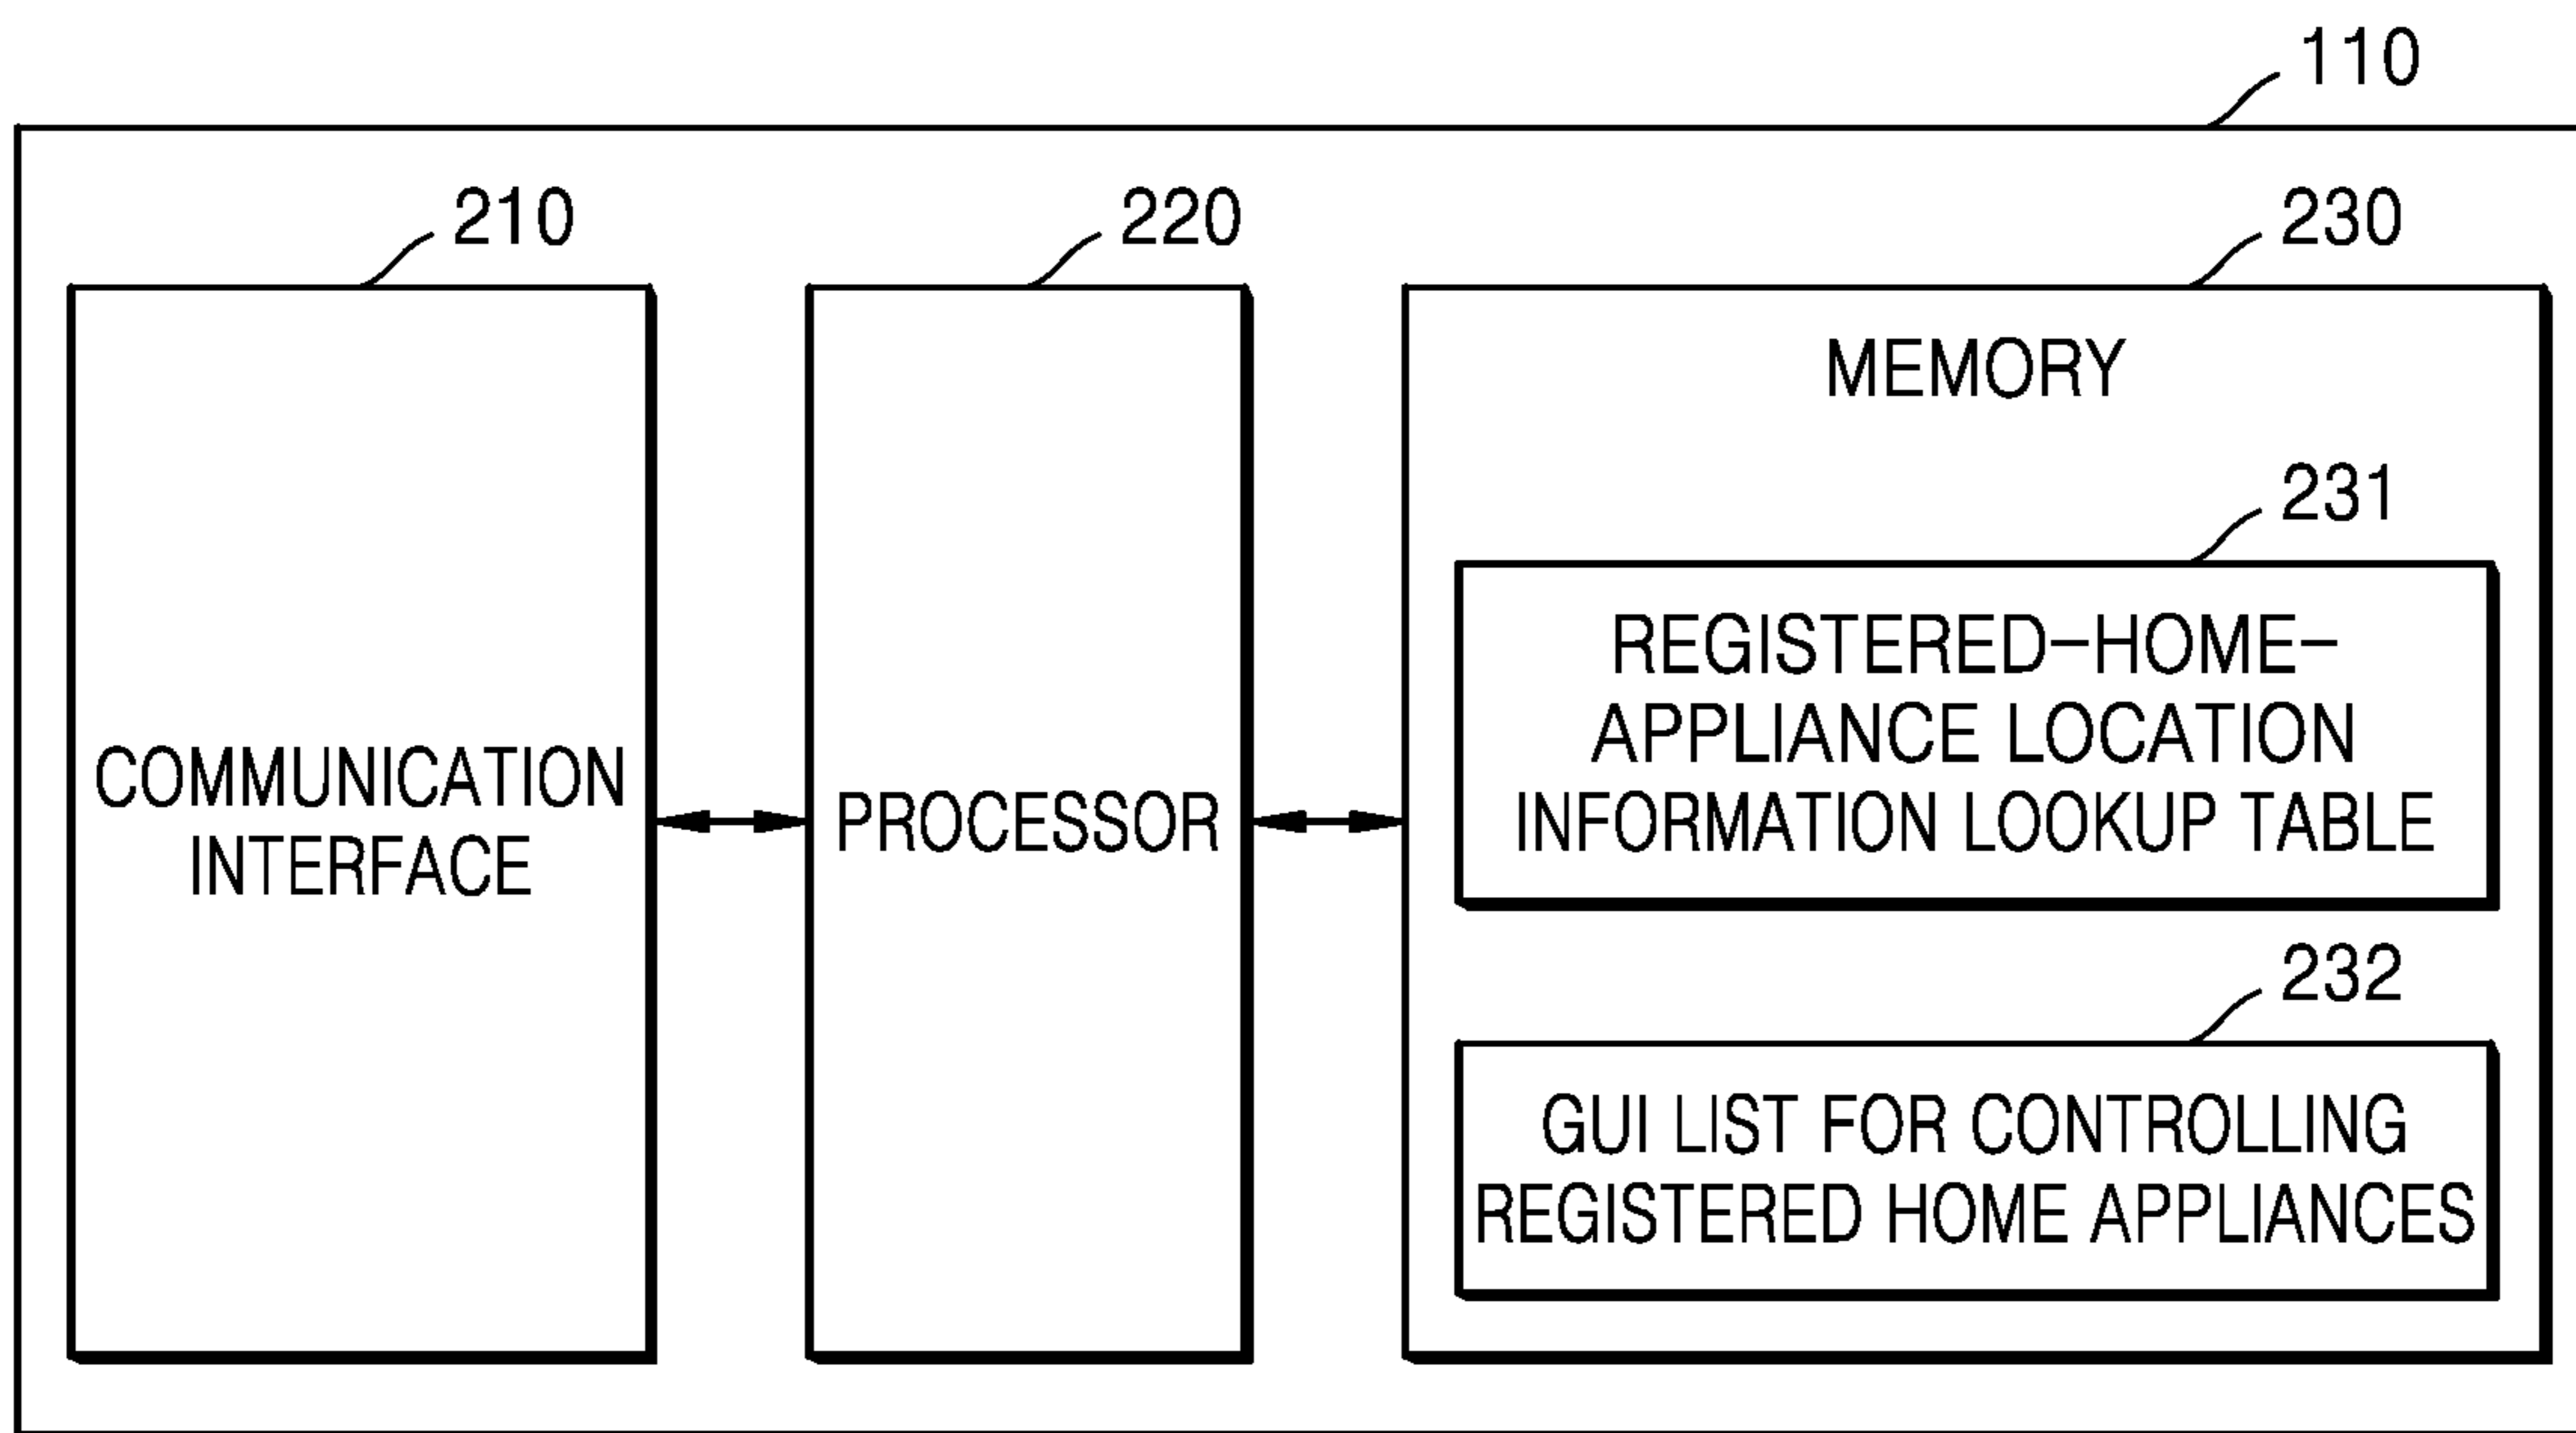 110
210
220
230
MEMORY
231
REGISTERED-HOME-
APPLIANCE LOCATION
INFORMATION LOOKUP TABLE
COMMUNICATION
INTERFACE
PROCESSOR
232
GUI LIST FOR CONTROLLING
REGISTERED HOME APPLIANCES